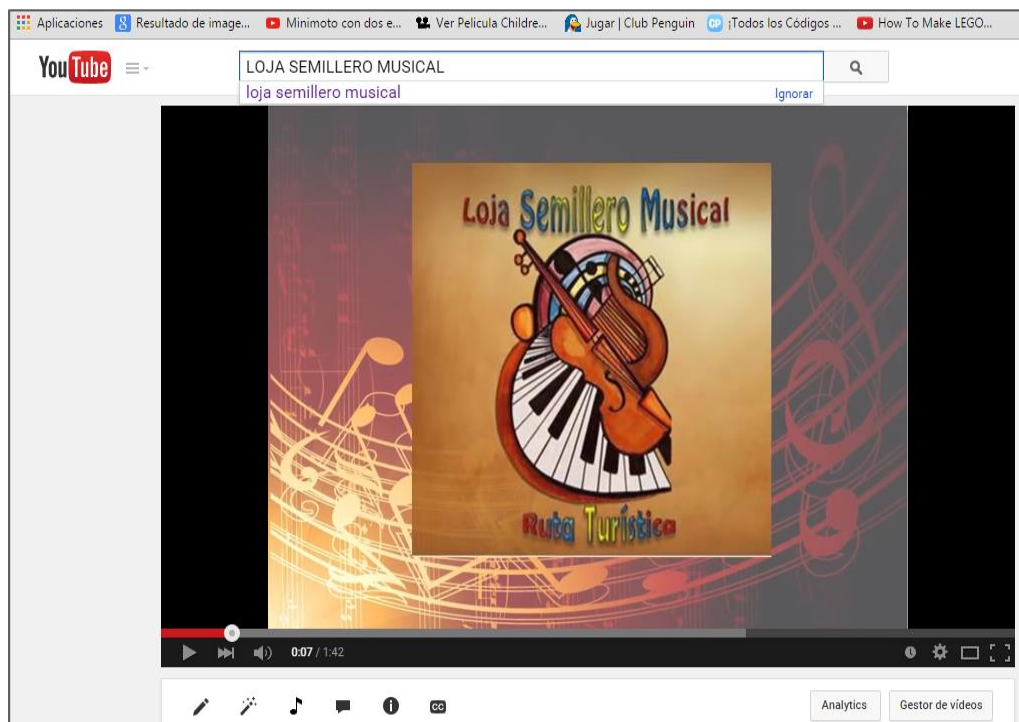 Aplicaciones Resultado de image... Minimoto con dos e... Ver Pelicula Childre... Jugar | Club Penguin CP ¡Todos los Códigos ... How To Make LEGO...
YouTube LOJA SEMILLERO MUSICAL
loja semillero musical Ignorar
Loja Semillero Musical
Ruta Turística
0:07 / 1:42
CC Analytics Gestor de vídeos